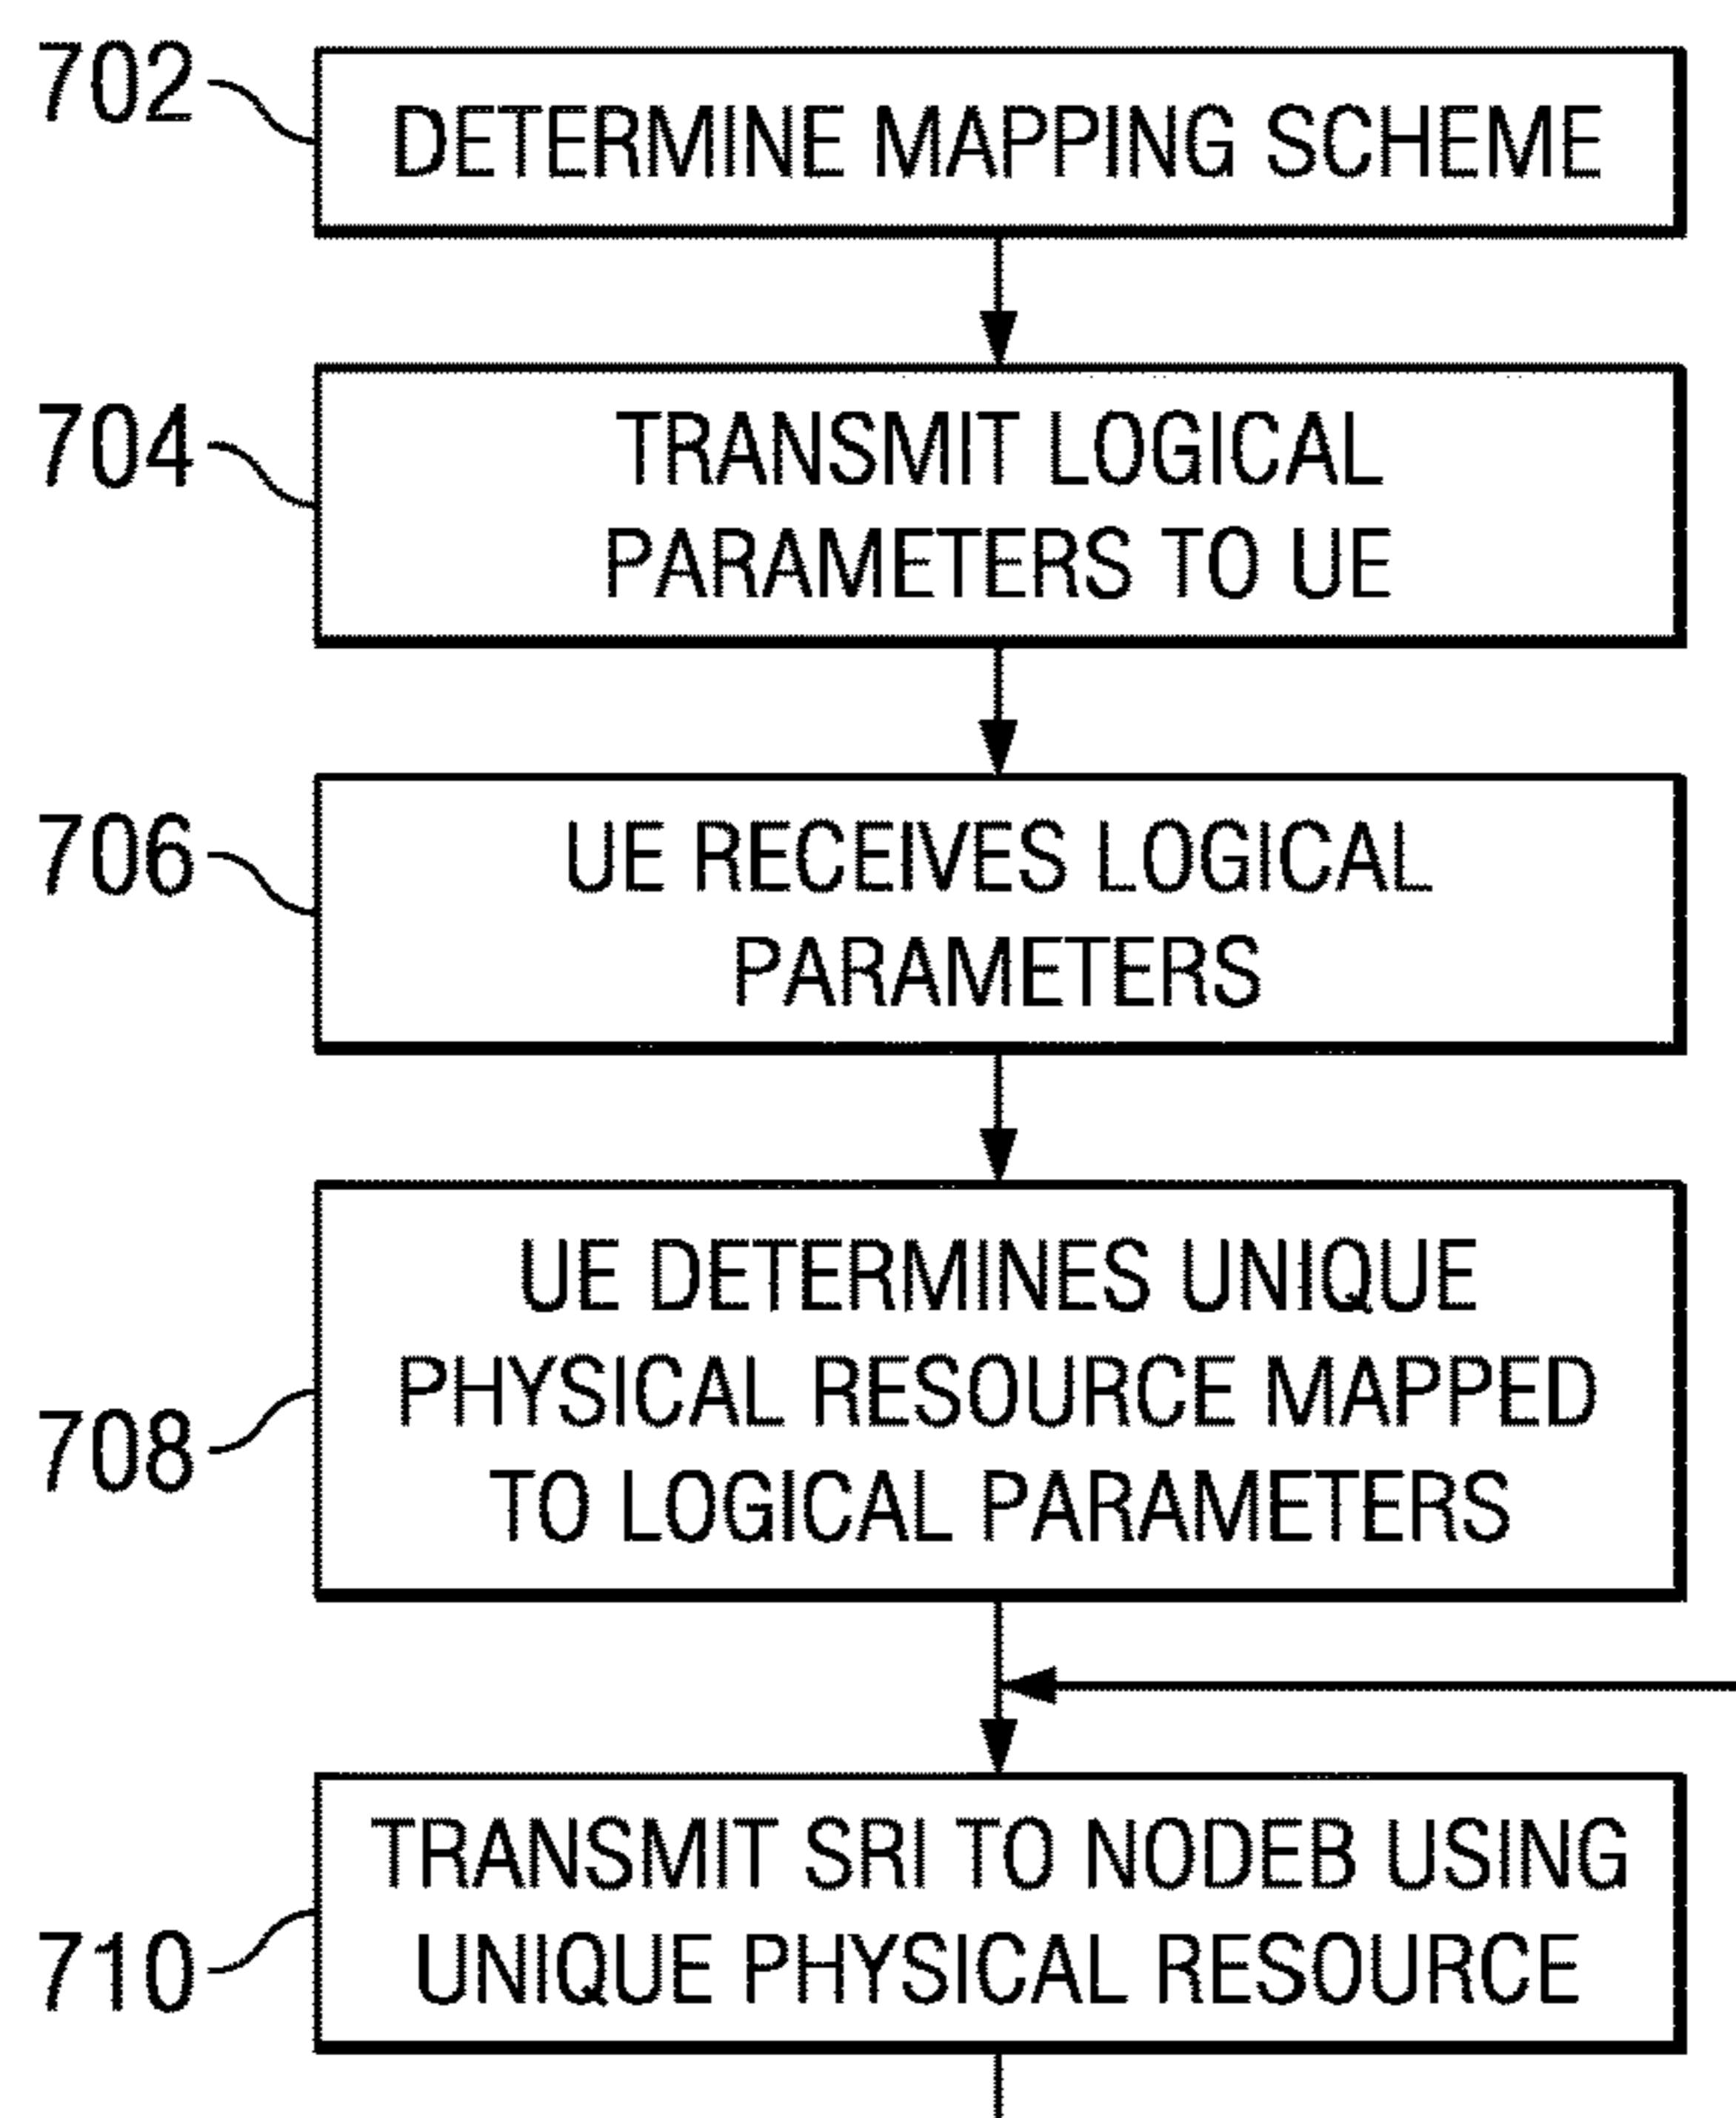 702
DETERMINE MAPPING SCHEME
704
TRANSMIT LOGICAL
PARAMETERS TO UE
706
UE RECEIVES LOGICAL
PARAMETERS
708
UE DETERMINES UNIQUE
PHYSICAL RESOURCE MAPPED
TO LOGICAL PARAMETERS
710
TRANSMIT SRI TO NODEB USING
UNIQUE PHYSICAL RESOURCE